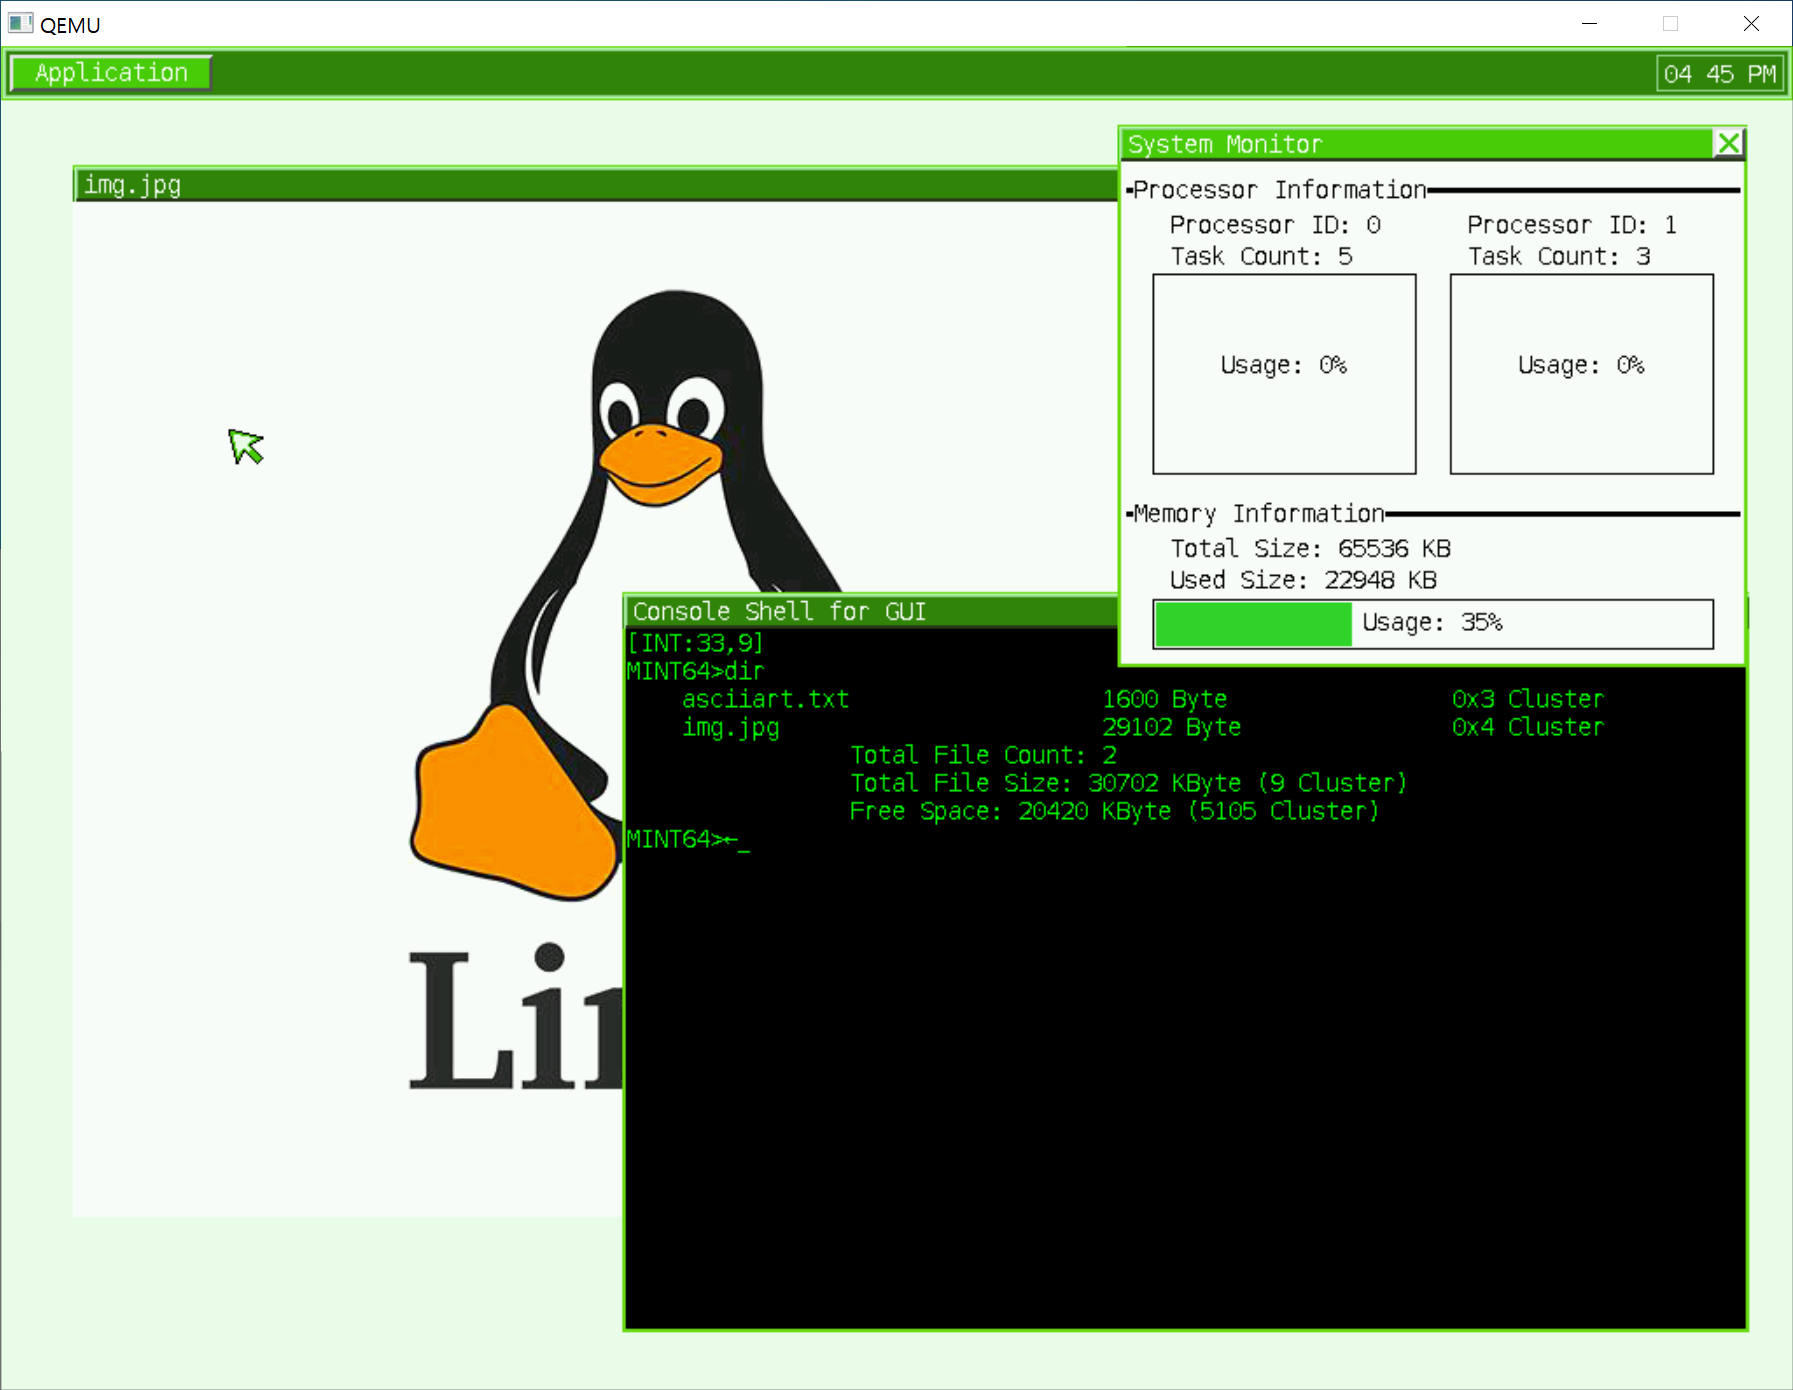 QEMU
Application
04 45 PM
img.jpg
System Monitor
Processor Information
Processor ID: 0
Processor ID: 1
Task Count: 5
Task Count: 3
Usage: 0%
Usage: 0%
Memory Information
Total Size: 65536 KB
Used Size: 22948 KB
Usage: 35%
Console Shell for GUI
[INT:33,9]
MINT64>dir
asciiart.txt 1600 Byte 0x3 Cluster
img.jpg 29102 Byte 0x4 Cluster
Total File Count: 2
Total File Size: 30702 KByte (9 Cluster)
Free Space: 20420 KByte (5105 Cluster)
MINT64>←_